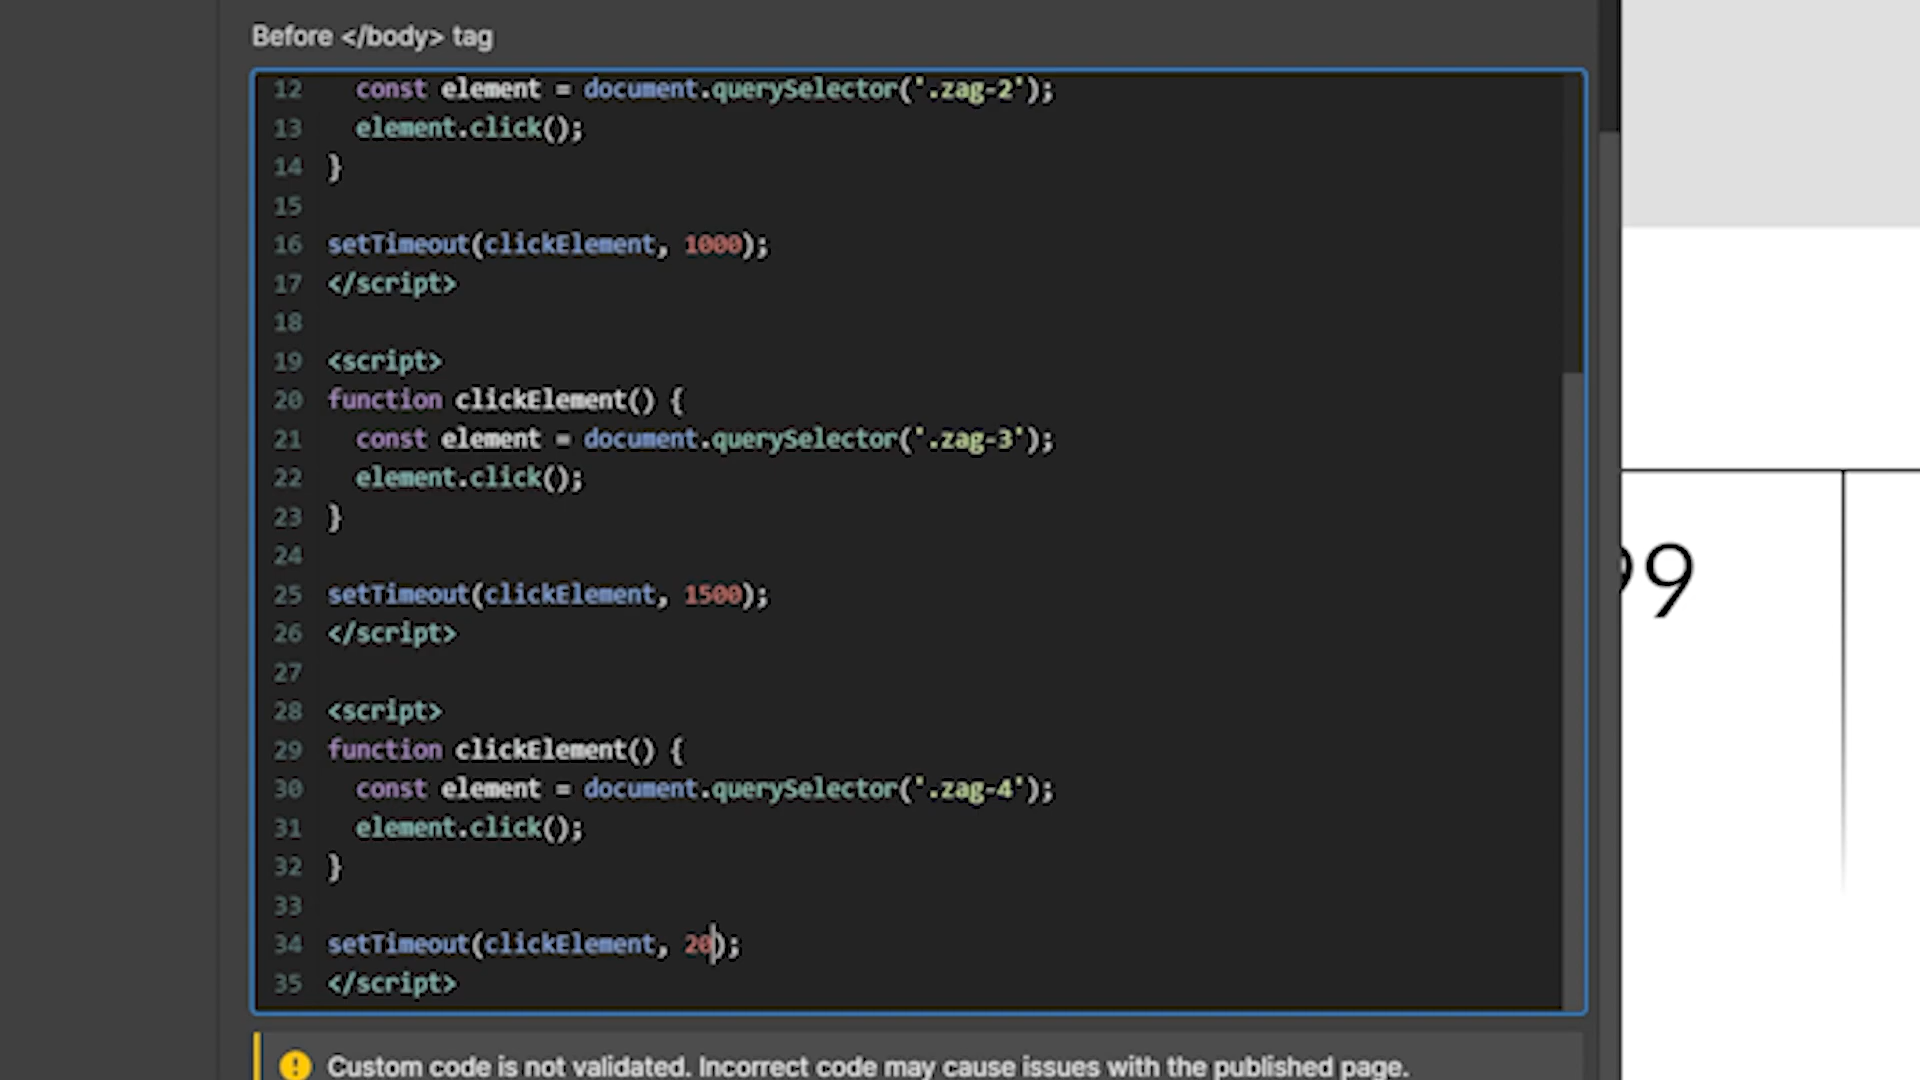 Before </body> tag
12 const element = document.querySelector('.zag-2');
13 element.click();
14 }
15
16 setTimeout(clickElement, 1000);
17 </script>
18
19 <script>
20 function clickElement() {
21 const element = document.querySelector('.zag-3');
22 element.click();
23 }
24
25 setTimeout(clickElement, 1500);
26 </script>
27
28 <script>
29 function clickElement() {
30 const element = document.querySelector('.zag-4');
31 element.click();
32 }
33
34 setTimeout(clickElement, 20);
35 </script>
99
Custom code is not validated. Incorrect code may cause issues with the published page.